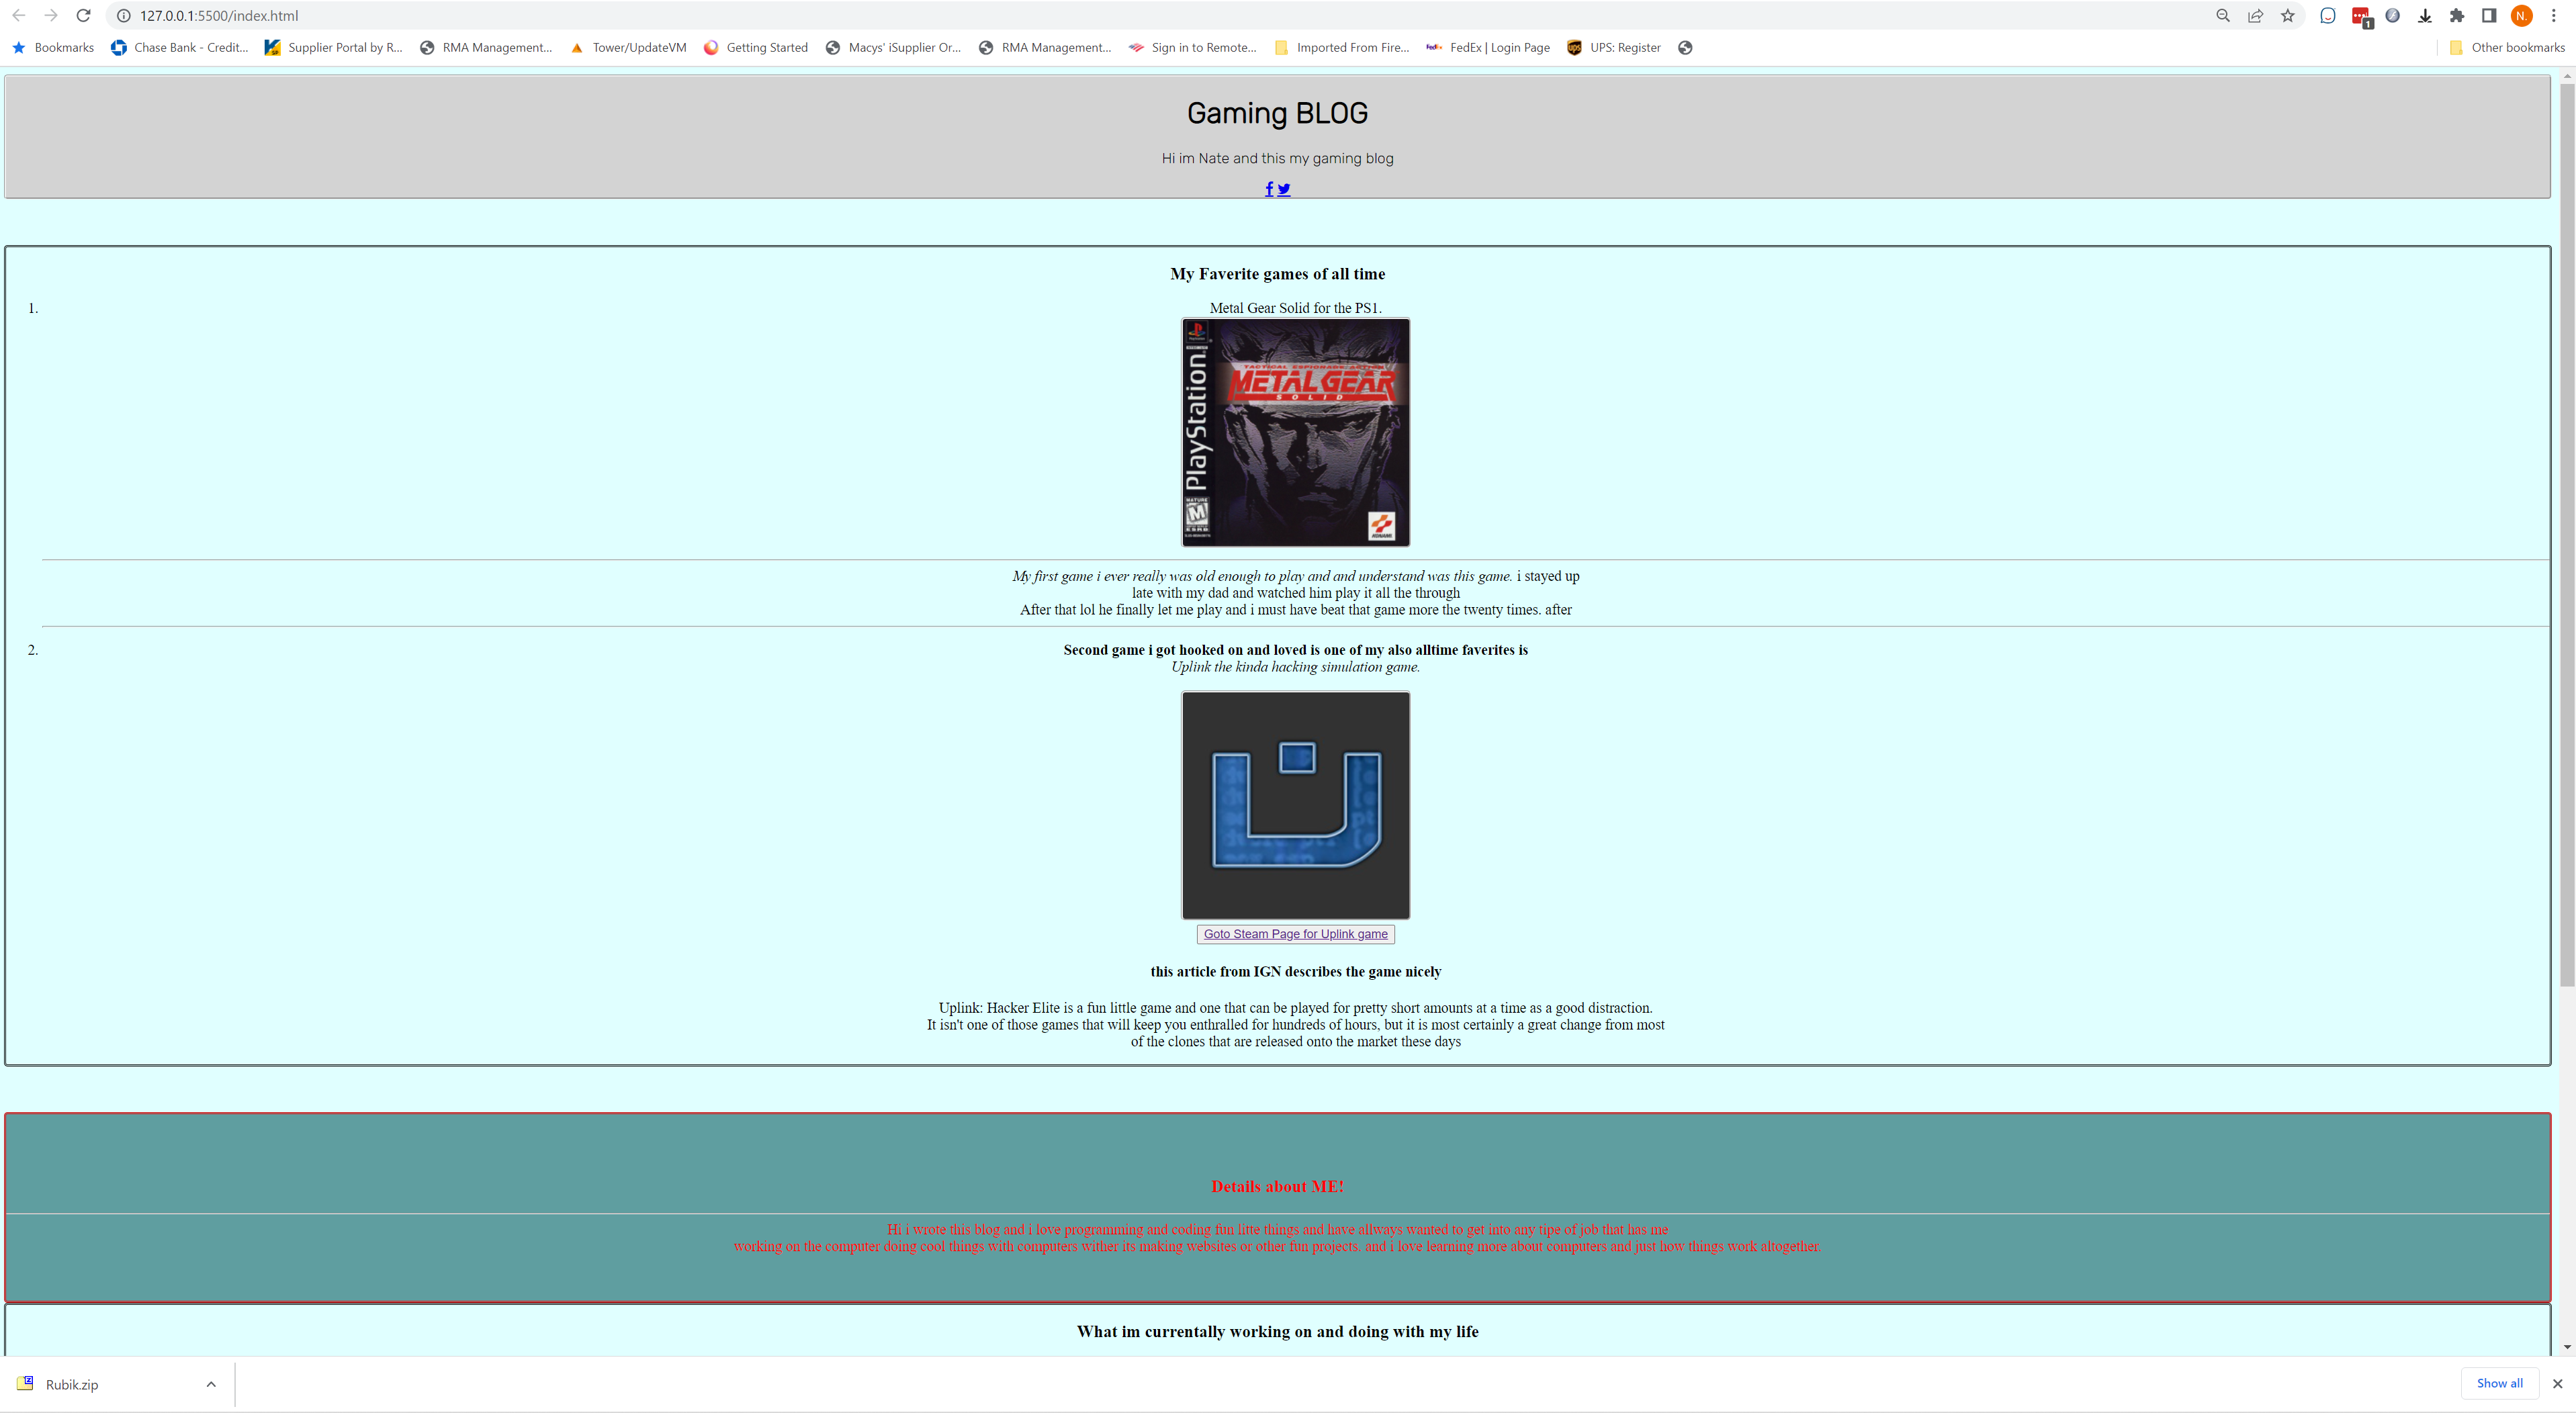 127.0.0.1:5500/index.html
N.
1
Bookmarks
Chase Bank - Credit...
Supplier Portal by R...
RMA Management...
Tower/UpdateVM
Getting Started
Macys' iSupplier Or...
RMA Management...
Sign in to Remote...
Imported From Fire...
FedEx
FedEx | Login Page
ups
UPS: Register
Other bookmarks
Gaming BLOG
Hi im Nate and this my gaming blog
My Faverite games of all time
1.
Metal Gear Solid for the PS1.
PlayStation
TACTICAL ESPIONAGE ACTION
METAL GEAR
SOLID
MATURE
M
KONAMI
My first game i ever really was old enough to play and and understand was this game. i stayed up
late with my dad and watched him play it all the through
After that lol he finally let me play and i must have beat that game more the twenty times. after
2.
Second game i got hooked on and loved is one of my also alltime faverites is
Uplink the kinda hacking simulation game.
Goto Steam Page for Uplink game
this article from IGN describes the game nicely
Uplink: Hacker Elite is a fun little game and one that can be played for pretty short amounts at a time as a good distraction.
It isn't one of those games that will keep you enthralled for hundreds of hours, but it is most certainly a great change from most
of the clones that are released onto the market these days
Details about ME!
Hi i wrote this blog and i love programming and coding fun litte things and have allways wanted to get into any tipe of job that has me
working on the computer doing cool things with computers wither its making websites or other fun projects. and i love learning more about computers and just how things work altogether.
What im currentally working on and doing with my life
Rubik.zip
Show all